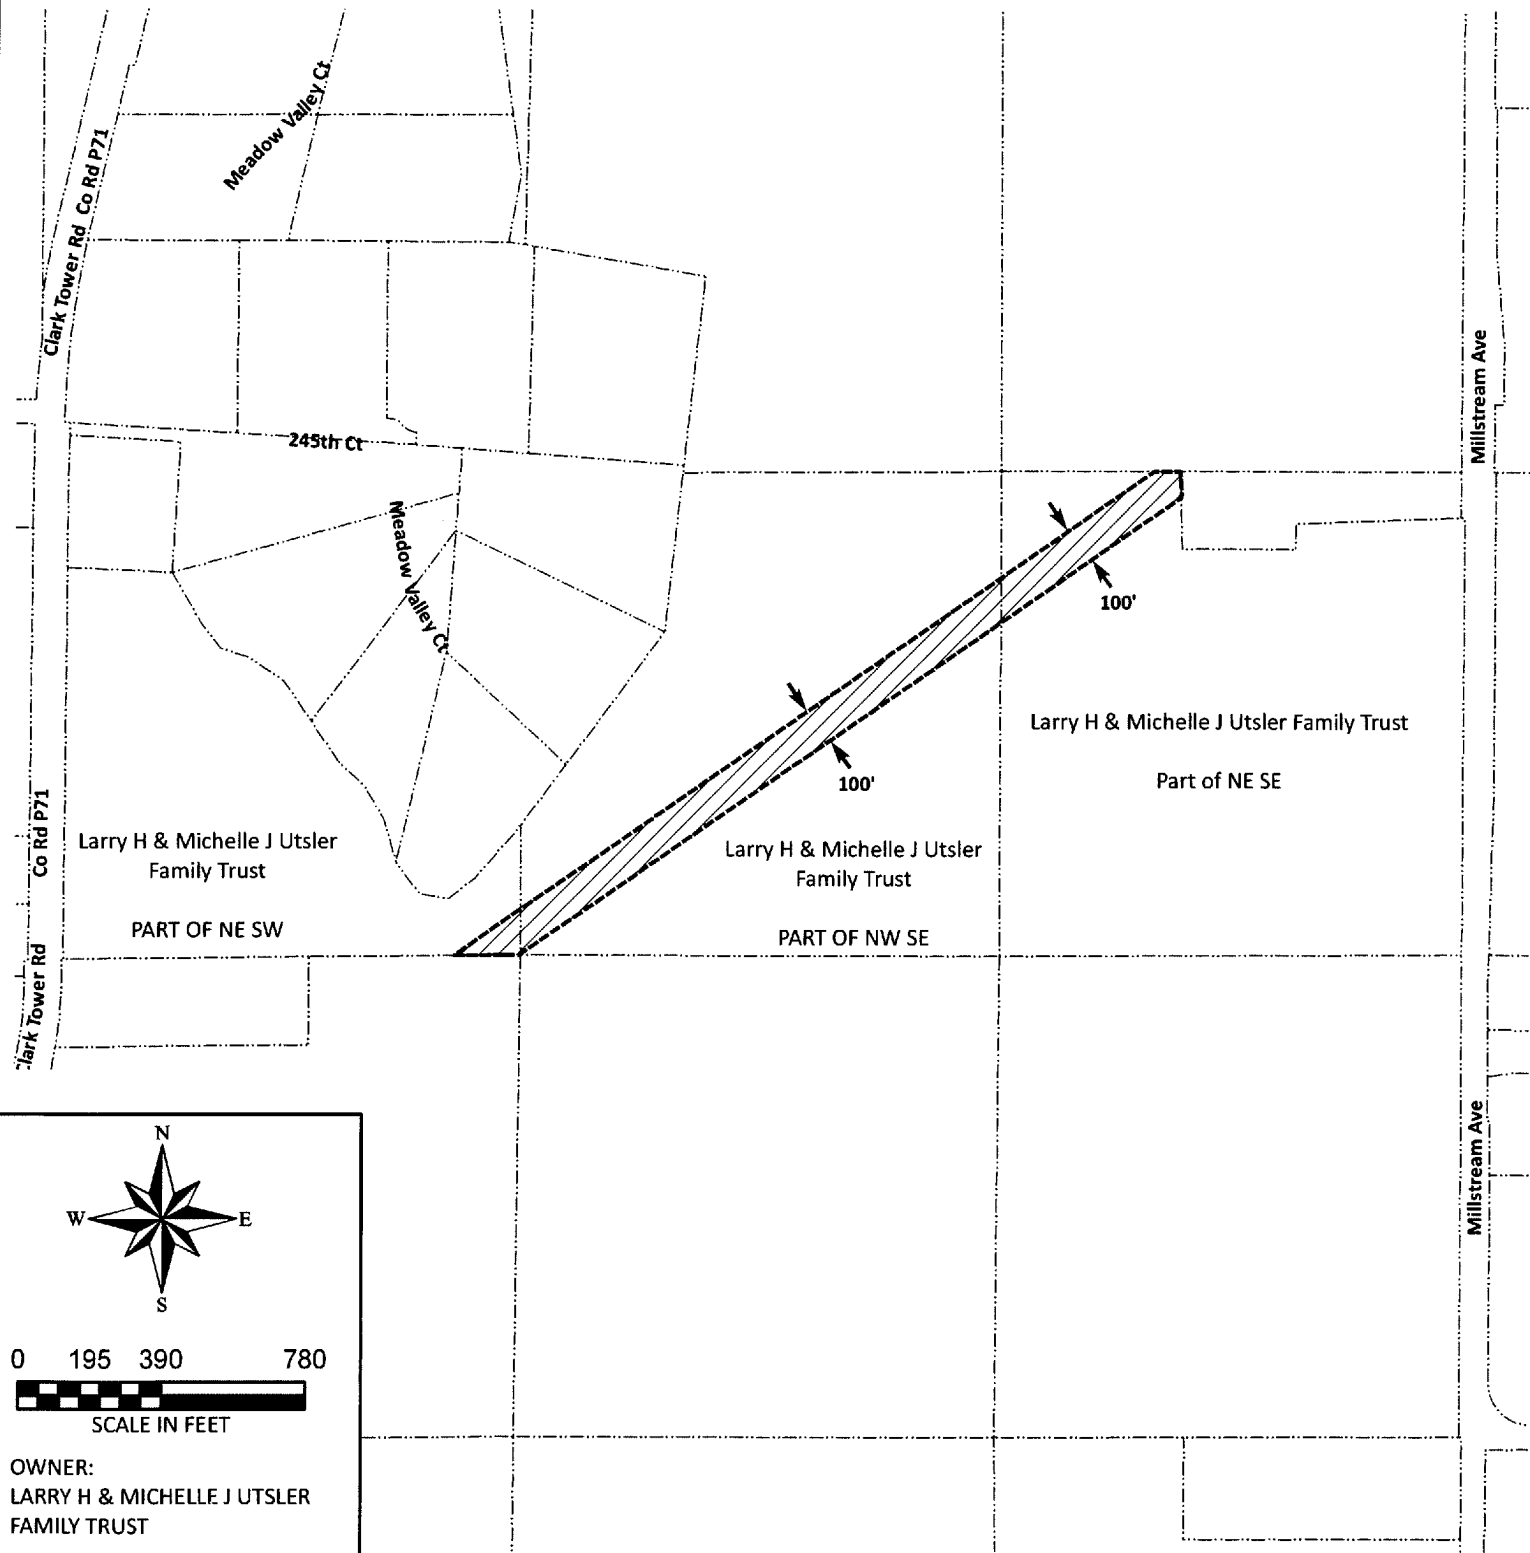 Meadow Valley Ct
Clark Tower Rd Co Rd P71
245th Ct
Meadow Valley Ct
Millstream Ave
100'
100'
Larry H & Michelle J Utsler Family Trust
Part of NE SE
Co Rd P71
Larry H & Michelle J Utsler
Family Trust
PART OF NE SW
Larry H & Michelle J Utsler
Family Trust
PART OF NW SE
Tower Rd
Millstream Ave
N
W E
S
0 195 390 780
SCALE IN FEET
OWNER:
LARRY H & MICHELLE J UTSLER
FAMILY TRUST